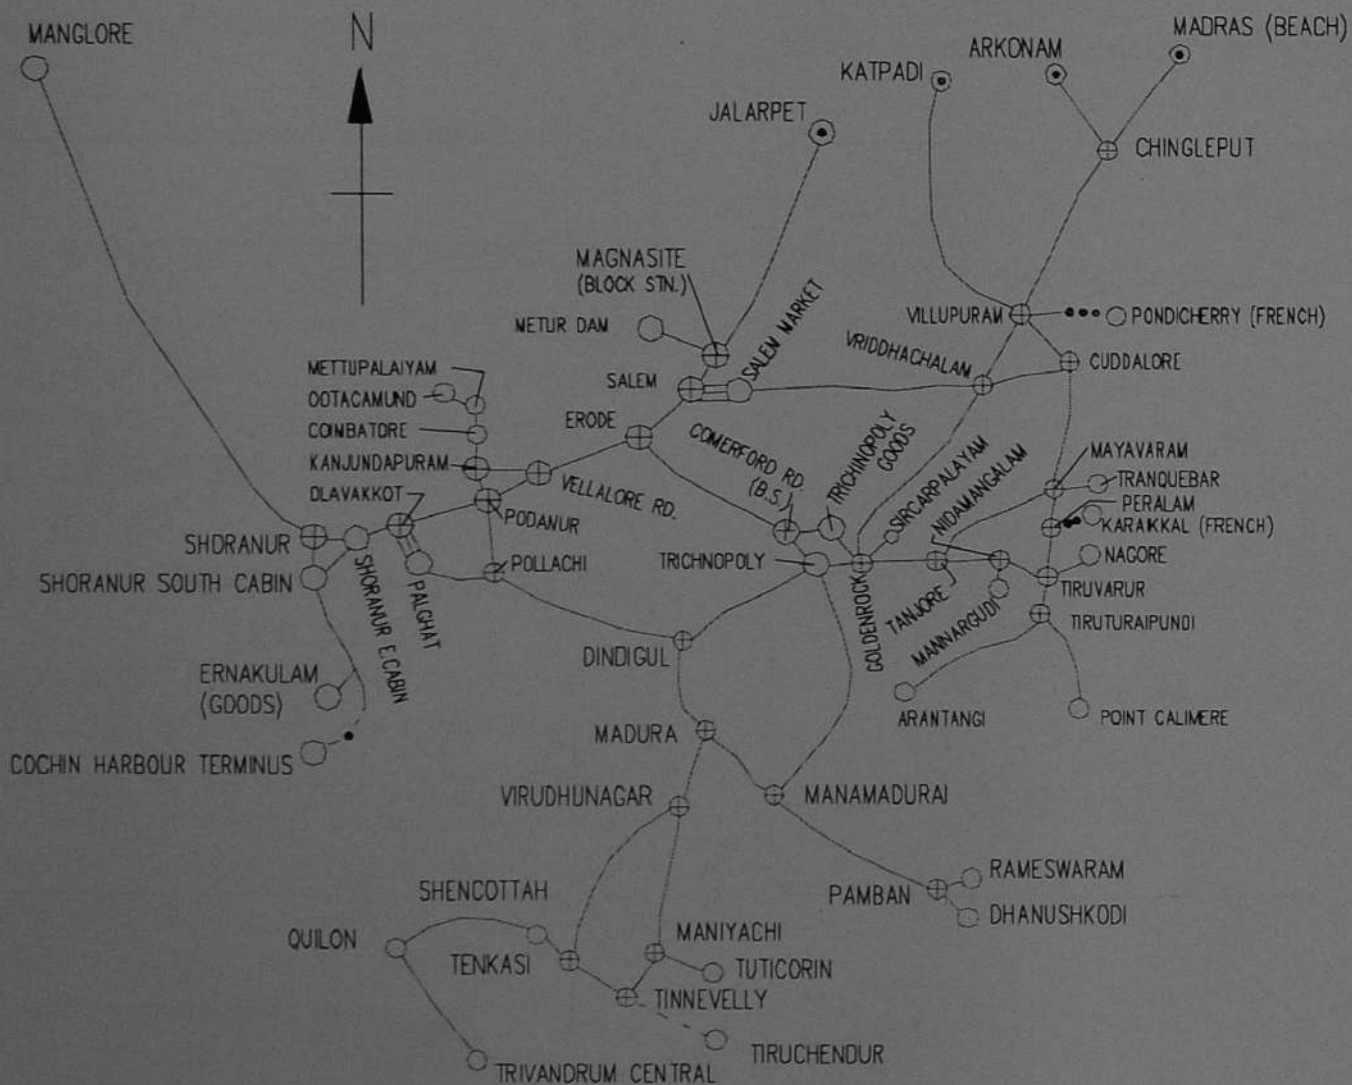 MANGLORE
N
MADRAS (BEACH)
ARKONAM
KATPADI
JALARPET
CHINGLEPUT
MAGNASITE
(BLOCK STN.)
METUR DAM
SALEM MARKET
VILLUPURAM
PONDICHERRY (FRENCH)
VRIDDHACHALAM
CUDDALORE
METTUPALAIYAM
OOTACAMUND
SALEM
COIMBATORE
ERODE
KANJUNDAPURAM
COMERFORD RD.
(B.S.)
TRICHINOPOLY
GOODS
SIRCARPALAYAM
NIDAMANGALAM
MAYAVARAM
TRANQUEBAR
PERALAM
KARAIKKAL (FRENCH)
OLAVAKKOT
VELLALORE RD.
PODANUR
SHORANUR
POLLACHI
TRICHNOPOLY
NAGORE
SHORANUR SOUTH CABIN
SHORANUR E.CABIN
PALGHAT
GOLDENROCK
TANJORE
MANNARGUDI
TIRUVARUR
TIRUTURAIPUNDI
DINDIGUL
ERNAKULAM
(GOODS)
ARANTANGI
POINT CALIMERE
COCHIN HARBOUR TERMINUS
MADURA
VIRUDHUNAGAR
MANAMADURAI
SHENCOTTAH
RAMESWARAM
PAMBAN
DHANUSHKODI
QUILON
TENKASI
MANIYACHI
TUTICORIN
TINNEVELLY
TIRUCHENDUR
TRIVANDRUM CENTRAL